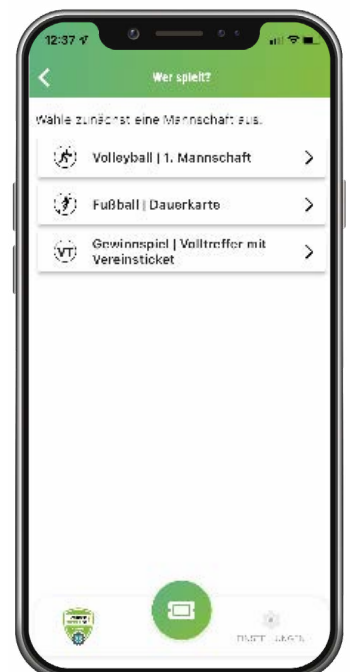 12:37
Wer spielt?
Wähle zunächst eine Mannschaft aus.
Volleyball | 1. Mannschaft
Fußball | Dauerkarte
VT
Gewinnspiel | Volltreffer mit
Vereinsticket
EINSTELLUNGEN